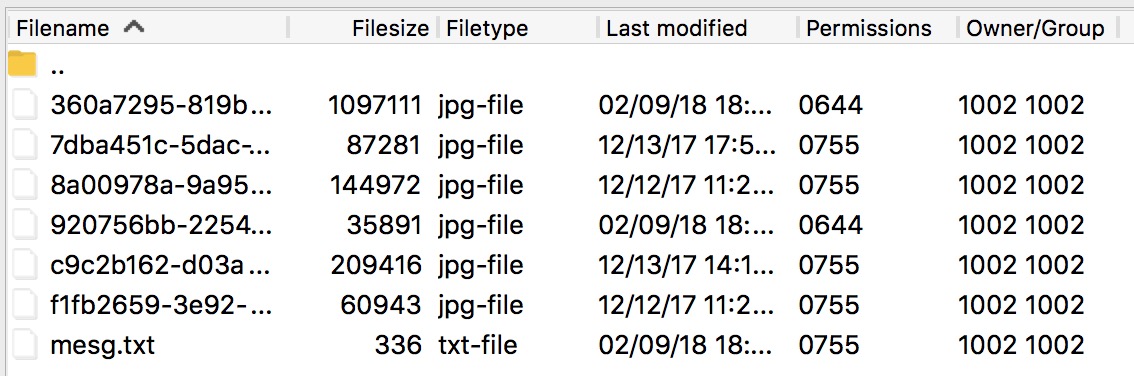 Filename Filesize Filetype Last modified Permissions Owner/Group
..
360a7295-819b... 1097111 jpg-file 02/09/18 18:... 0644 1002 1002
7dba451c-5dac-... 87281 jpg-file 12/13/17 17:5... 0755 1002 1002
8a00978a-9a95... 144972 jpg-file 12/12/17 11:2... 0755 1002 1002
920756bb-2254... 35891 jpg-file 02/09/18 18:... 0644 1002 1002
c9c2b162-d03a... 209416 jpg-file 12/13/17 14:1... 0755 1002 1002
f1fb2659-3e92-... 60943 jpg-file 12/12/17 11:2... 0755 1002 1002
mesg.txt 336 txt-file 02/09/18 18:... 0755 1002 1002